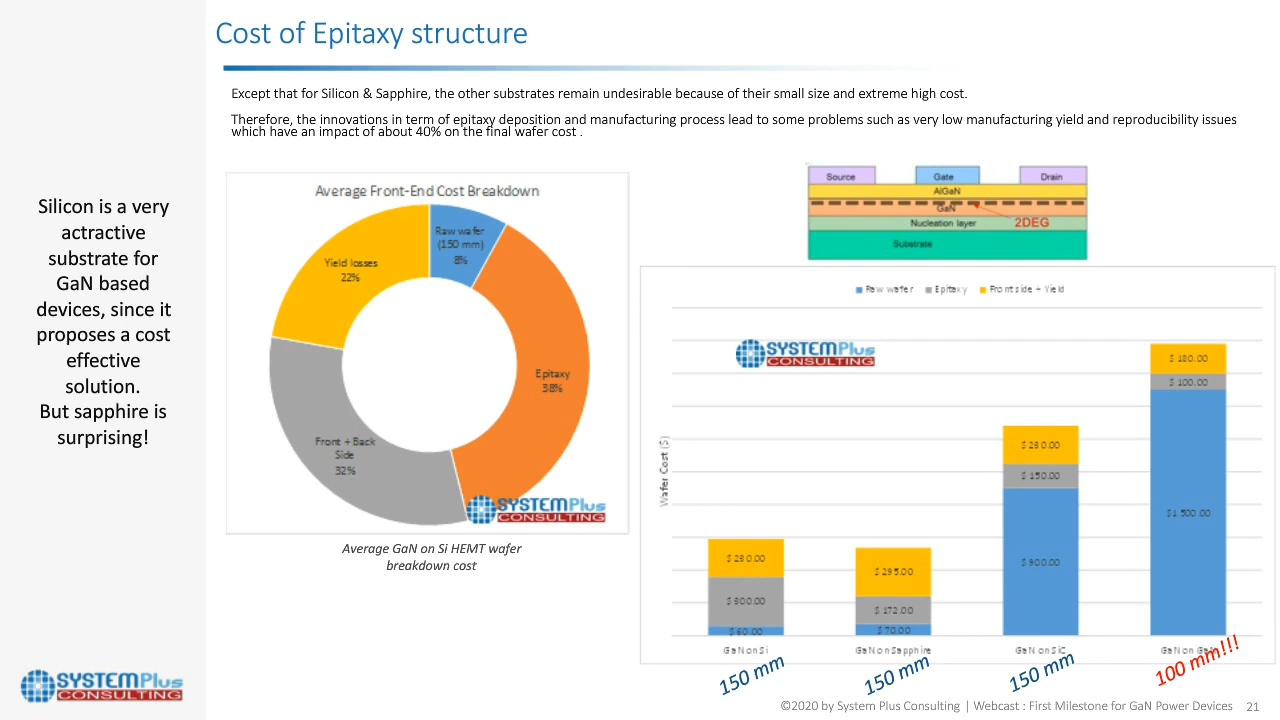 Cost of Epitaxy structure
Except that for Silicon & Sapphire, the other substrates remain undesirable because of their small size and extreme high cost.
Therefore, the innovations in term of epitaxy deposition and manufacturing process lead to some problems such as very low manufacturing yield and reproducibility issues
which have an impact of about 40% on the final wafer cost .
Silicon is a very
actractive
substrate for
GaN based
devices, since it
proposes a cost
effective
solution.
But sapphire is
surprising!
Average Front-End Cost Breakdown
Raw wafer
(150 mm)
8%
Yield losses
22%
Epitaxy
38%
Front + Back
Side
32%
SYSTEMPlus
CONSULTING
Average GaN on Si HEMT wafer
breakdown cost
Source
Gate
Drain
AlGaN
GaN
Nucleation layer
2DEG
Substrate
Raw wafer
Epitaxy
Front side + Yield
SYSTEMPlus
CONSULTING
Wafer Cost ($)
$ 230.00
$ 300.00
$ 60.00
$ 295.00
$ 172.00
$ 70.00
$ 230.00
$ 150.00
$ 900.00
$ 180.00
$ 100.00
$1 500.00
GaN on Si
GaN on Sapphire
GaN on SiC
GaN on
150 mm
150 mm
150 mm
100 mm!!!
SYSTEMPlus
CONSULTING
©2020 by System Plus Consulting | Webcast : First Milestone for GaN Power Devices
21